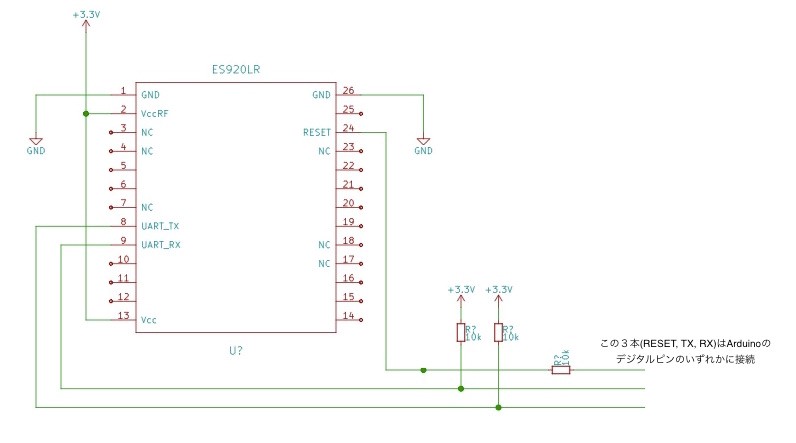 +3.3V
ES920LR
1 GND
GND 26
2 VccRF
25
3 NC
RESET 24
4 NC
NC 23
GND
GND
5
22
6
21
7 NC
20
8 UART_TX
19
9 UART_RX
NC 18
10
NC 17
11
16
12
15
13 Vcc
14
+3.3V +3.3V
U?
R? 10k
R? 10k
この３本(RESET, TX, RX)はArduinoの
デジタルピンのいずれかに接続
R? 10k